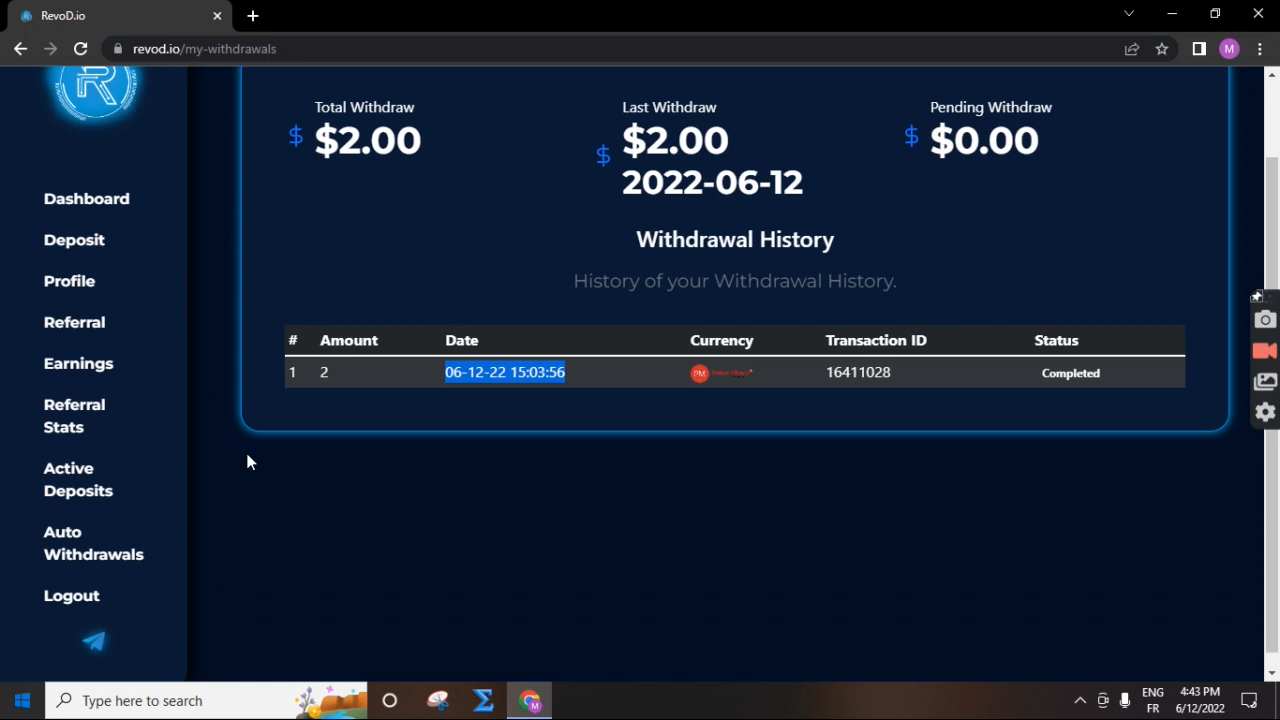 RevoD.io
revod.io/my-withdrawals
M
R
Total Withdraw
$ $2.00
Last Withdraw
$ $2.00
2022-06-12
Pending Withdraw
$ $0.00
Dashboard
Deposit
Profile
Referral
Earnings
Referral
Stats
Active
Deposits
Auto
Withdrawals
Logout
Withdrawal History
History of your Withdrawal History.
# Amount Date Currency Transaction ID Status
1 2 06-12-22 15:03:56 PM 16411028 Completed
Type here to search
ENG
FR
4:43 PM
6/12/2022